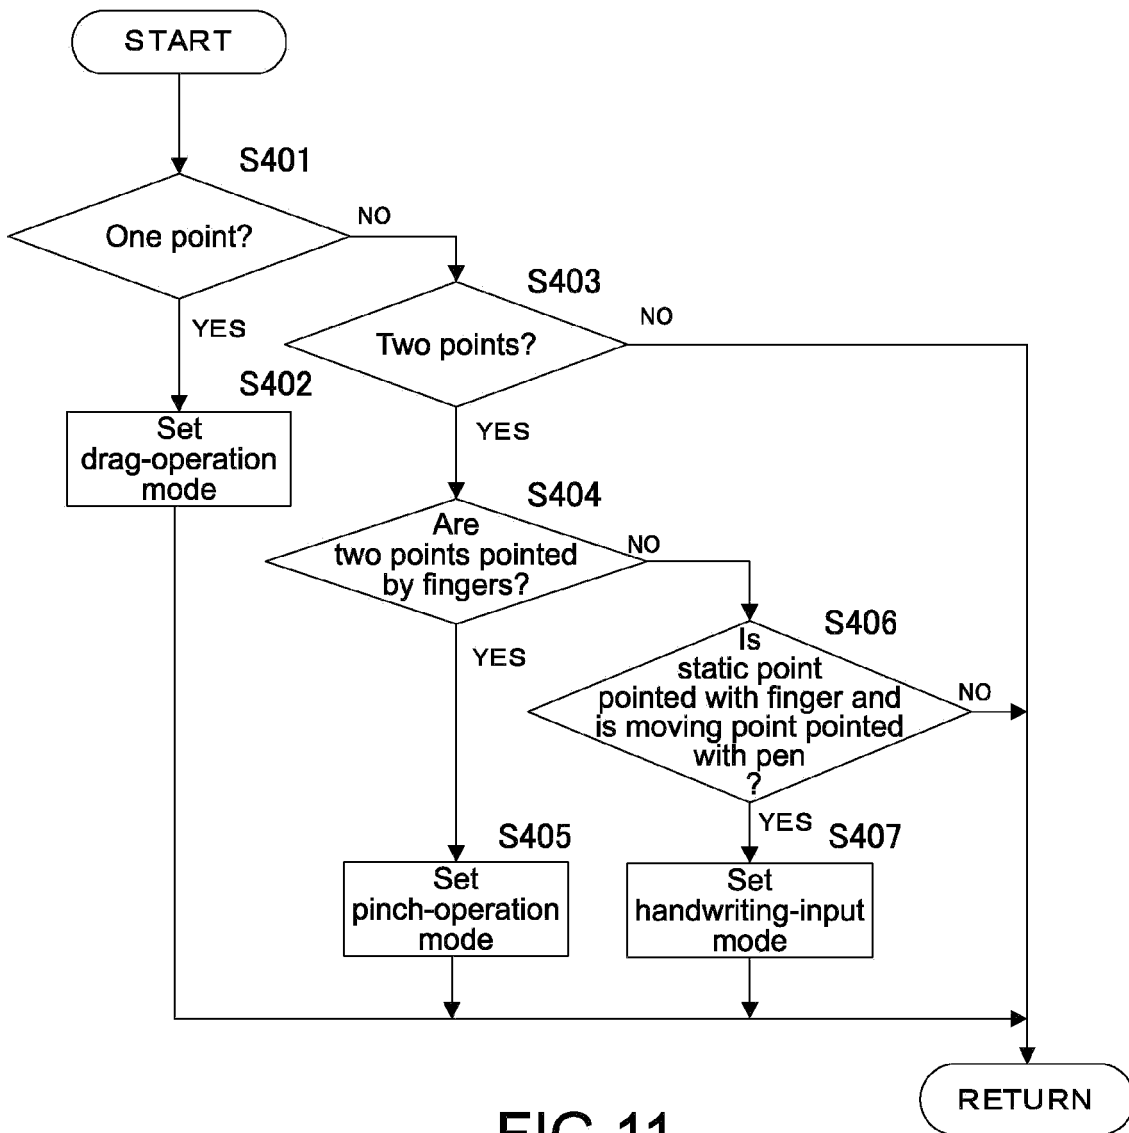 START
S401
One point?
NO
YES
S403
Two points?
NO
YES
S402
Set
drag-operation
mode
S404
Are
two points pointed
by fingers?
NO
YES
S406
Is
static point
pointed with finger and
is moving point pointed
with pen
?
NO
YES
S405
Set
pinch-operation
mode
S407
Set
handwriting-input
mode
RETURN
FIG.11